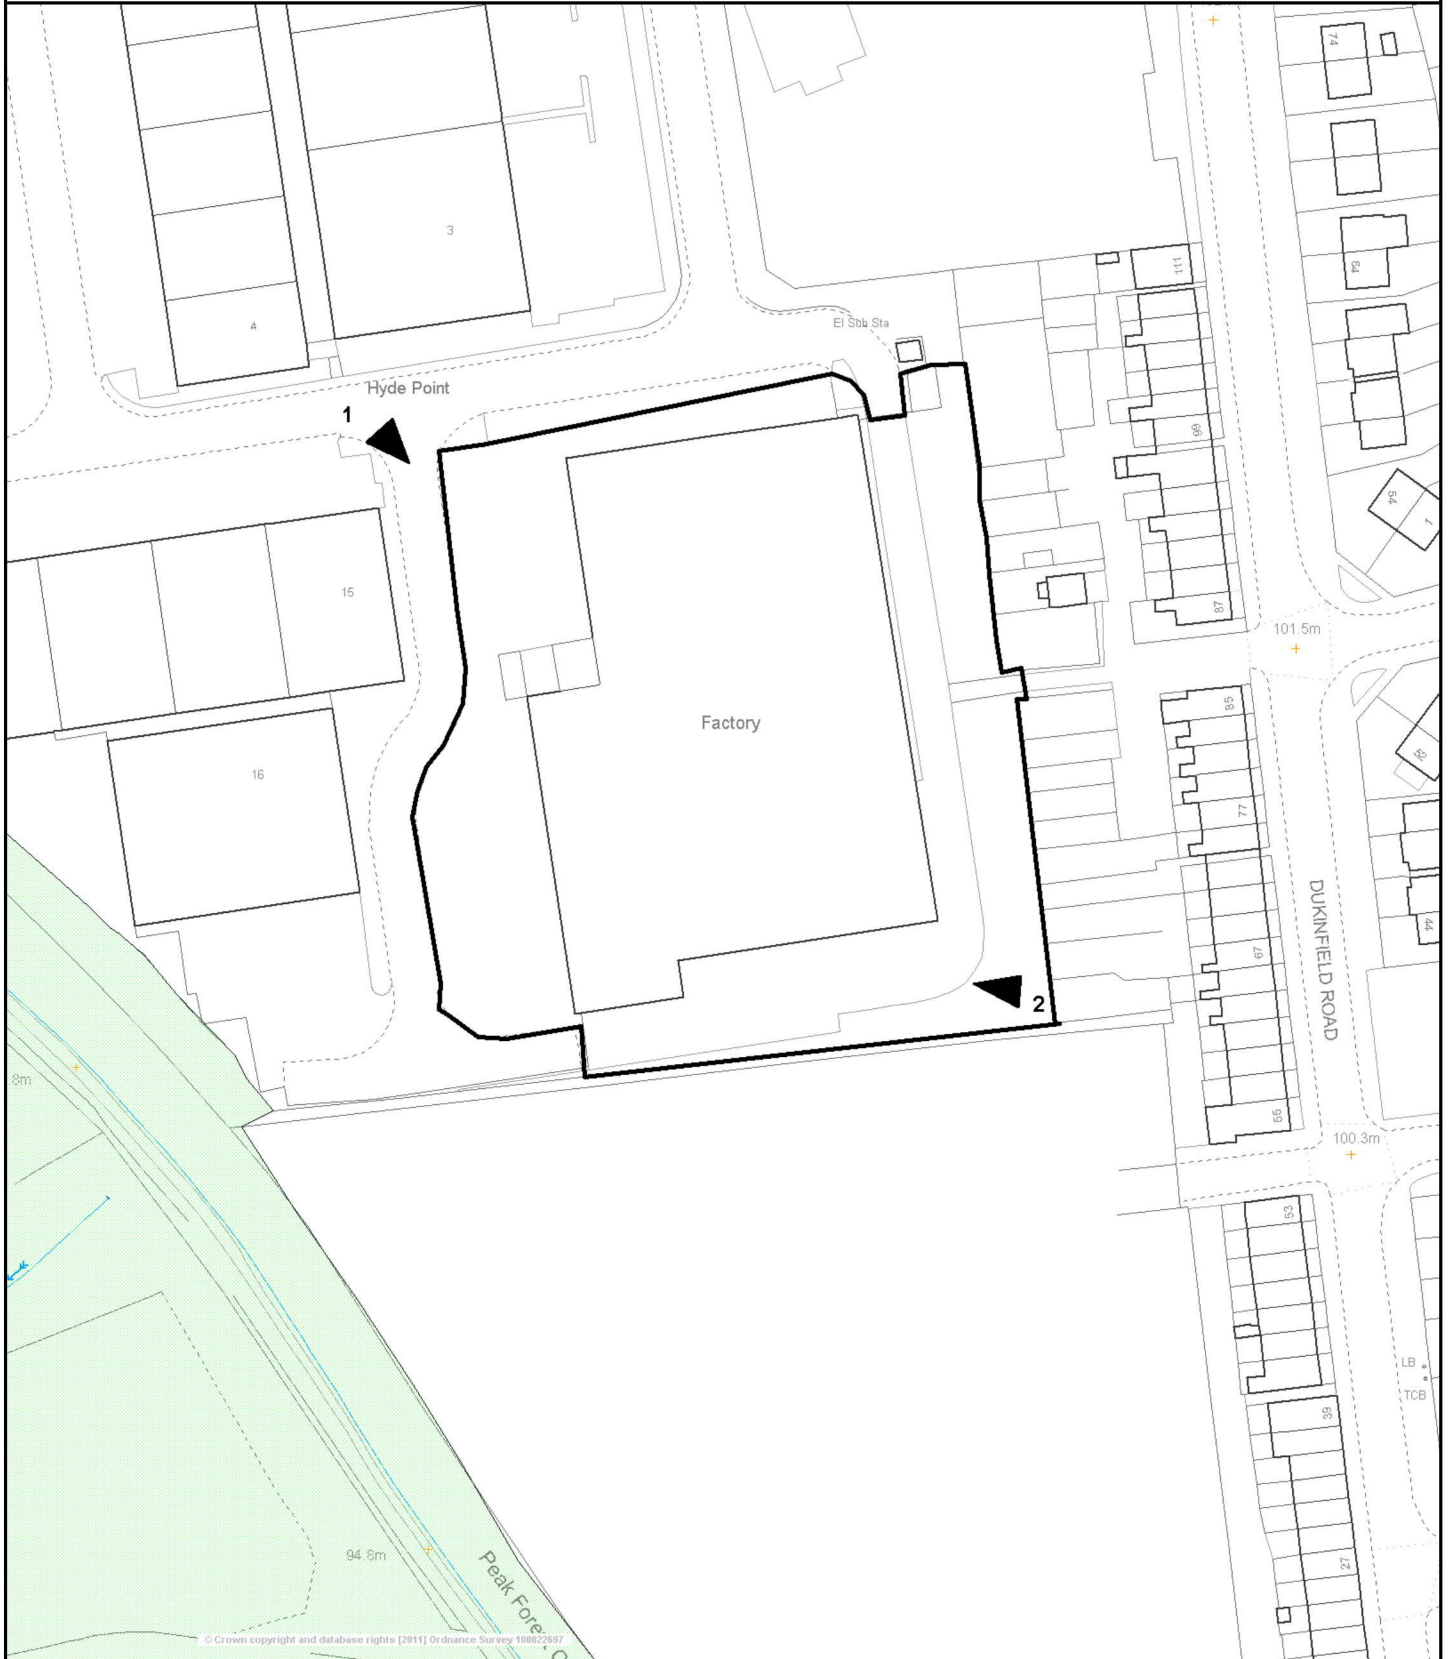 74
3
111
64
El Sub Sta
4
Hyde Point
1
99
54
1
15
87
101.5m
85
Factory
52
16
77
DUKINFIELD ROAD
67
44
2
8m
55
100.3m
53
LB
TCB
39
94.8m
27
Peak Forest C
© Crown copyright and database rights [2011] Ordnance Survey 100022697